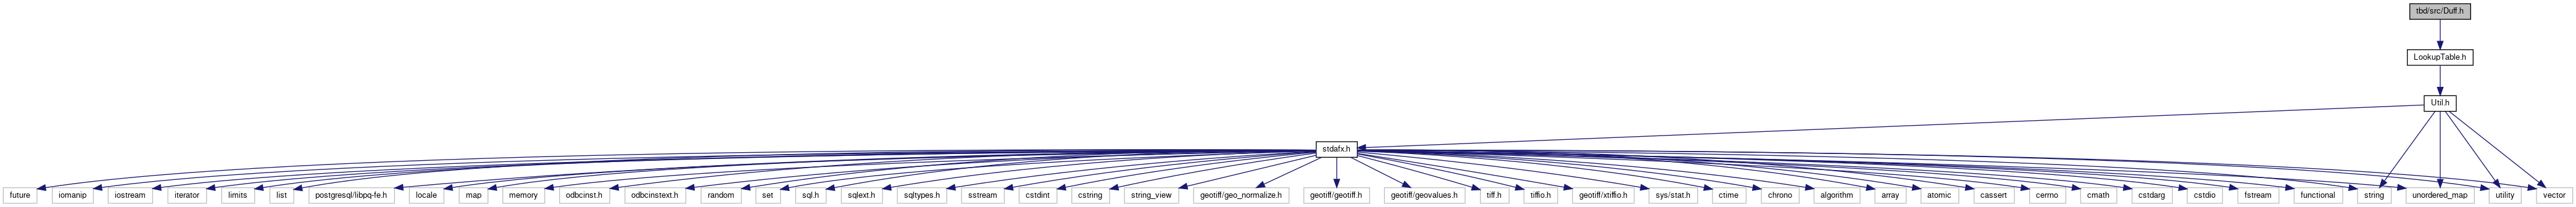 tbd/src/Duff.h
LookupTable.h
Util.h
stdafx.h
future
iomanip
iostream
iterator
limits
list
postgresql/libpq-fe.h
locale
map
memory
odbcinst.h
odbcinstext.h
random
set
sql.h
sqlext.h
sqltypes.h
sstream
cstdint
cstring
string_view
geotiff/geo_normalize.h
geotiff/geotiff.h
geotiff/geovalues.h
tiff.h
tiffio.h
geotiff/xtiffio.h
sys/stat.h
ctime
chrono
algorithm
array
atomic
cassert
cerrno
cmath
cstdarg
cstdio
fstream
functional
string
unordered_map
utility
vector